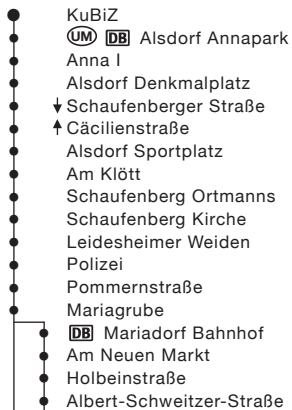 KuBiZ
UM DB Alsdorf Annapark
Anna I
Alsdorf Denkmalplatz
Schaufenberger Straße
Cäcilienstraße
Alsdorf Sportplatz
Am Klött
Schaufenberg Ortmanns
Schaufenberg Kirche
Leidesheimer Weiden
Polizei
Pommernstraße
Mariagrube
DB Mariadorf Bahnhof
Am Neuen Markt
Holbeinstraße
Albert-Schweitzer-Straße